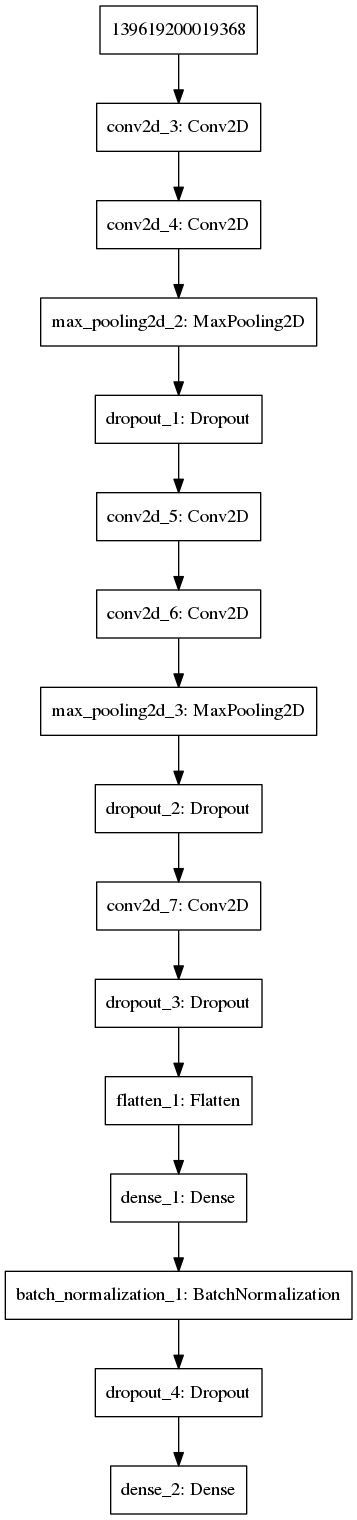 139619200019368
conv2d_3: Conv2D
conv2d_4: Conv2D
max_pooling2d_2: MaxPooling2D
dropout_1: Dropout
conv2d_5: Conv2D
conv2d_6: Conv2D
max_pooling2d_3: MaxPooling2D
dropout_2: Dropout
conv2d_7: Conv2D
dropout_3: Dropout
flatten_1: Flatten
dense_1: Dense
batch_normalization_1: BatchNormalization
dropout_4: Dropout
dense_2: Dense